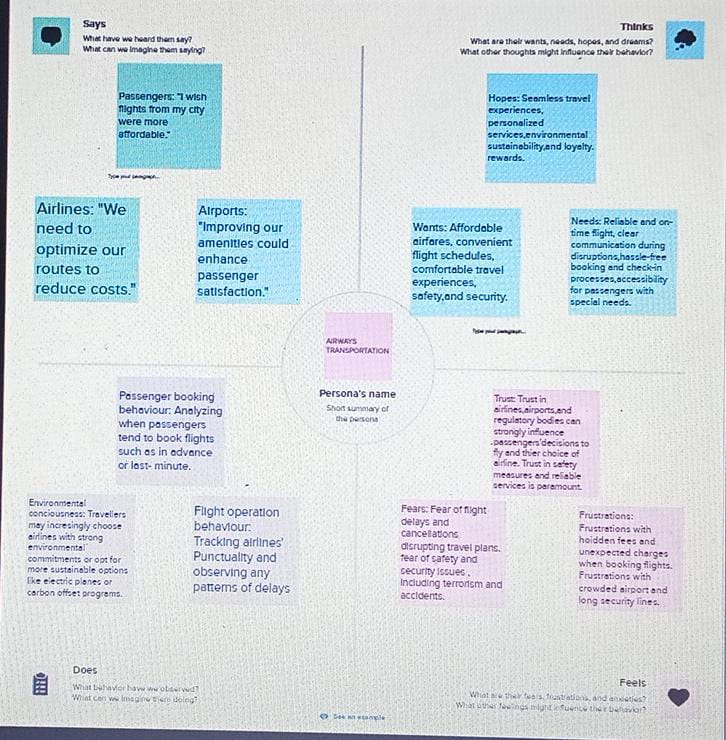 Says
What have we heard them say?
What can we imagine them saying?
Thinks
What are their wants, needs, hopes, and dreams?
What other thoughts might influence their behavior?
Passengers: "I wish
flights from my city
were more
affordable."
Type your paragraph...
Airlines: "We
need to
optimize our
routes to
reduce costs."
Airports:
"Improving our
amenities could
enhance
passenger
satisfaction."
Hopes: Seamless travel
experiences,
personalized
services,environmental
sustainability,and loyalty.
rewards.
Wants: Affordable
airfares, convenient
flight schedules,
comfortable travel
experiences,
safety,and security.
Needs: Reliable and on-
time flight, clear
communication during
disruptions,hassle-free
booking and check-in
processes,accessibility
for passengers with
special needs.
Type your paragraph...
AIRWAYS
TRANSPORTATION
Persona's name
Short summary of
the persona
Passenger booking
behaviour: Analyzing
when passengers
tend to book flights
such as in advance
or last- minute.
Environmental
conciousness: Travellers
may incresingly choose
airlines with strong
environmental
commitments or opt for
more sustainable options
like electric planes or
carbon offset programs.
Flight operation
behaviour:
Tracking airlines'
Punctuality and
observing any
patterns of delays
Trust: Trust in
airlines,airports,and
regulatory bodies can
strongly influence
.passengers'decisions to
fly and thier choice of
airline. Trust in safety
measures and reliable
services is paramount.
Fears: Fear of flight
delays and
cancellations
disrupting travel plans.
fear of safety and
security issues ,
including terrorism and
accidents.
Frustrations:
Frustrations with
hoidden fees and
unexpected charges
when booking flights.
Frustrations with
crowded airport and
long security lines.
Does
What behavior have we observed?
What can we imagine them doing?
See an example
Feels
What are their fears, frustrations, and anxieties?
What other feelings might influence their behavior?